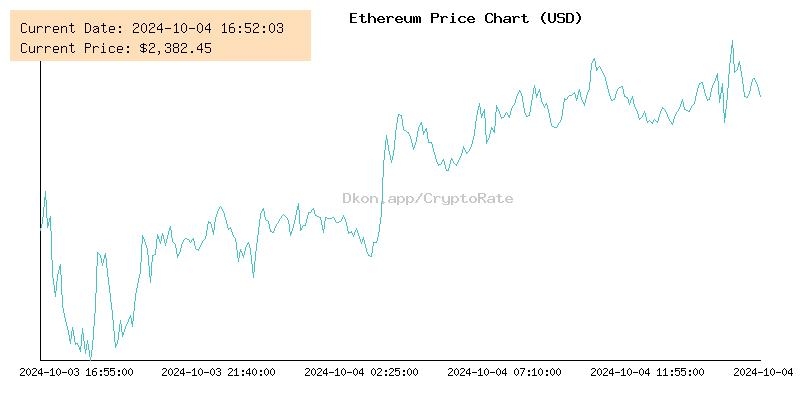 Ethereum Price Chart (USD)
Current Date: 2024-10-04 16:52:03
Current Price: $2,382.45
Dkon.app/CryptoRate
2024-10-03 16:55:00
2024-10-03 21:40:00
2024-10-04 02:25:00
2024-10-04 07:10:00
2024-10-04 11:55:00
2024-10-04